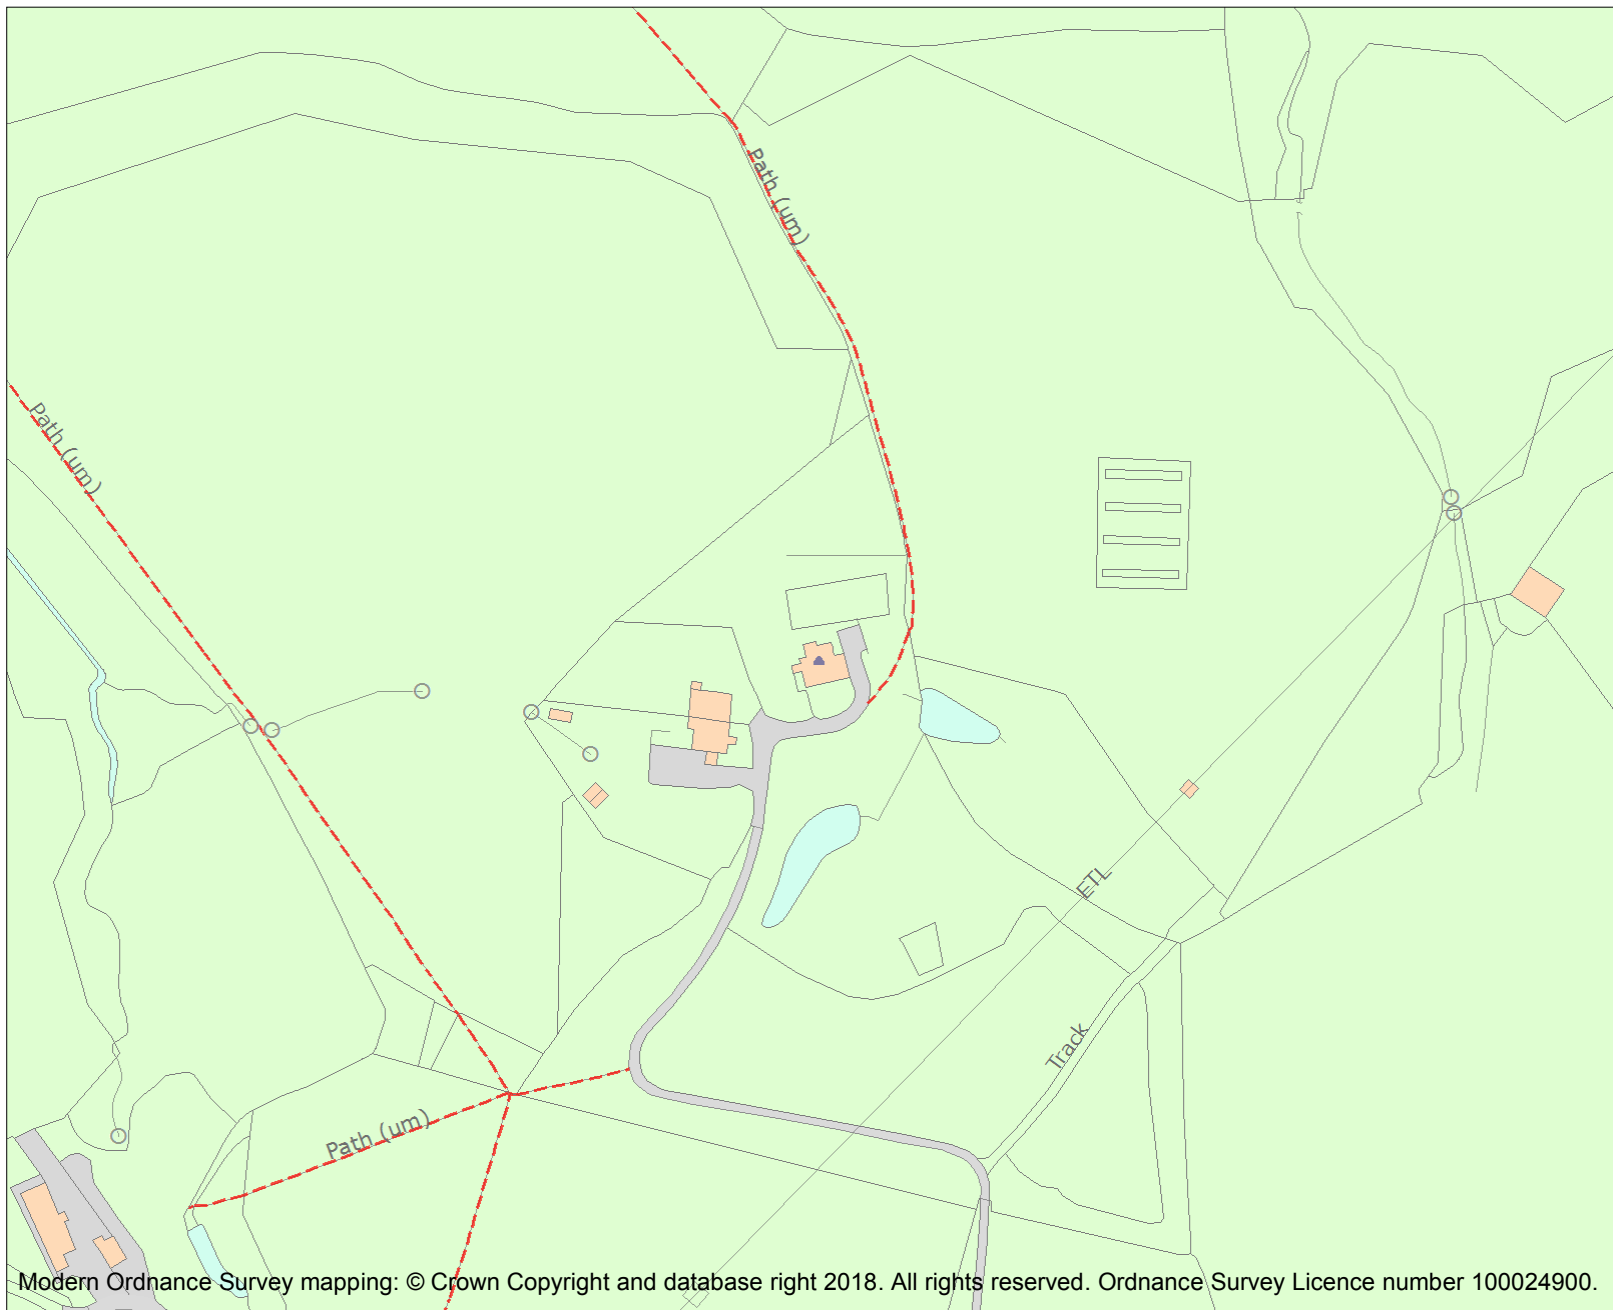 Path (um)
Path (um)
ETL
Track
Path (um)
Modern Ordnance Survey mapping: © Crown Copyright and database right 2018. All rights reserved. Ordnance Survey Licence number 100024900.